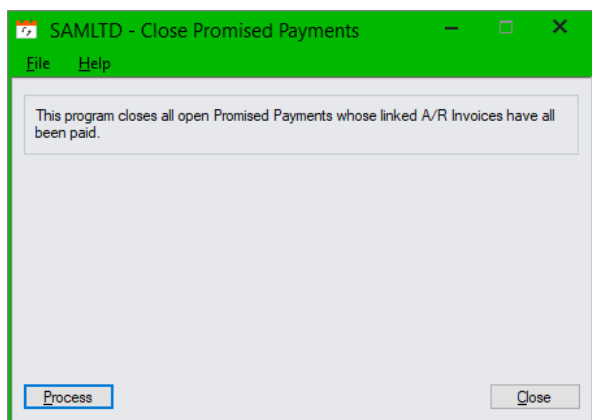 SAMLTD - Close Promised Payments
File Help
This program closes all open Promised Payments whose linked A/R Invoices have all
been paid.
Process Close